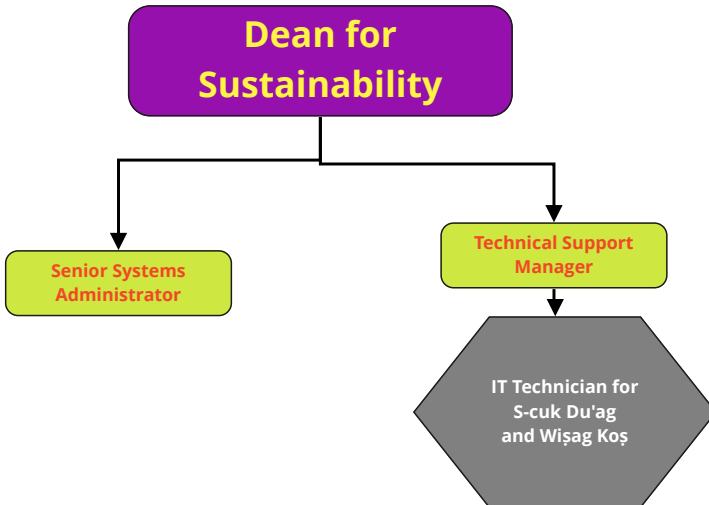 Dean for
Sustainability
Senior Systems
Administrator
Technical Support
Manager
IT Technician for
S-cuk Du'ag
and Wiṣag Koṣ